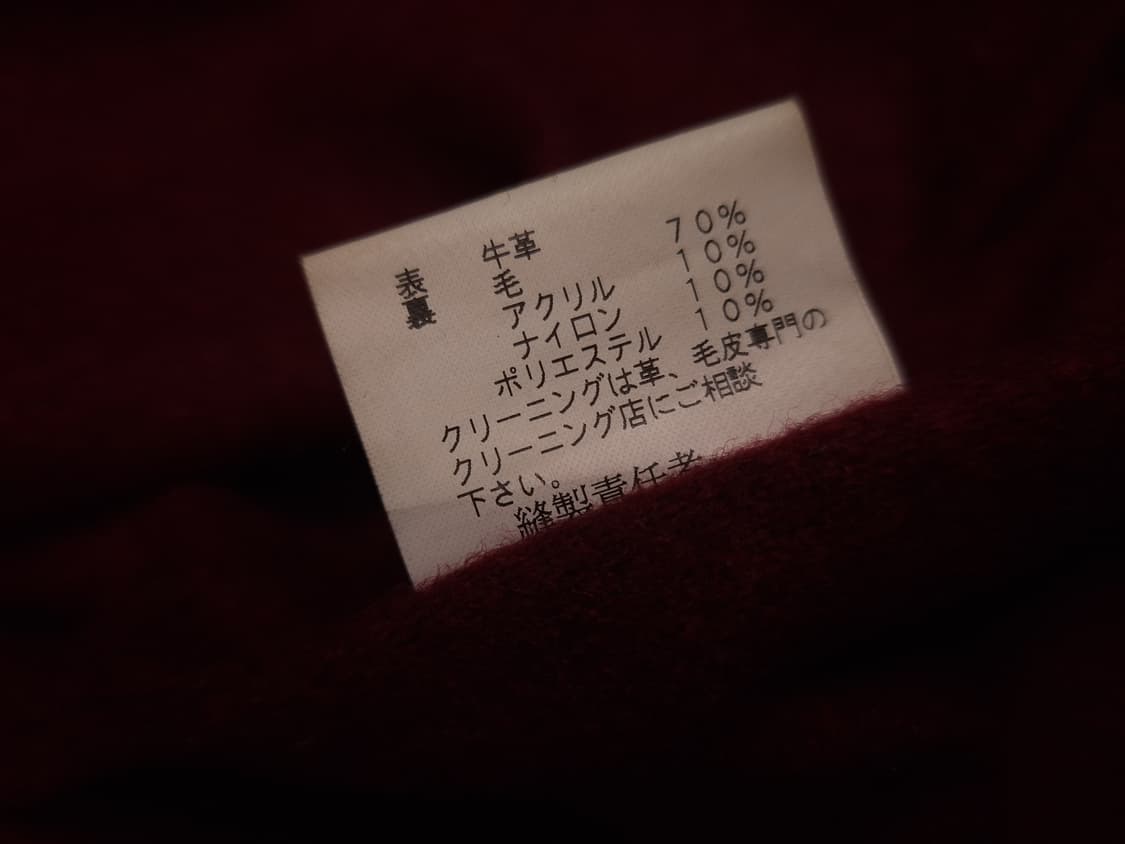 表 牛革
裏 毛 70%
アクリル 10%
ナイロン 10%
ポリエステル 10%
クリーニングは革、毛皮専門の
クリーニング店にご相談
下さい。
縫製責任者